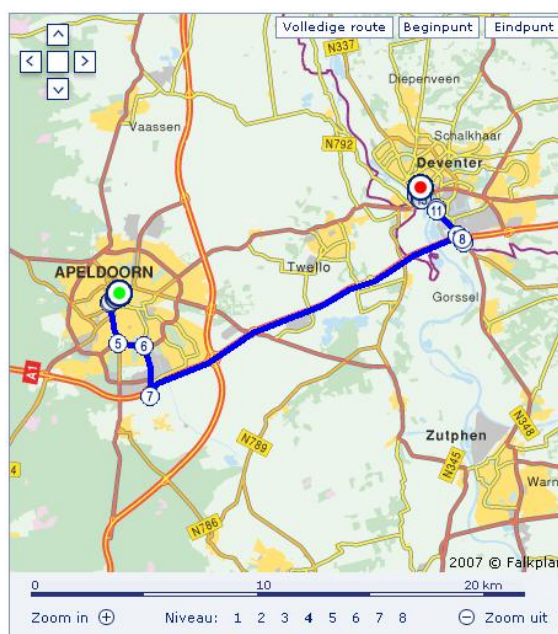 Volledige route Beginpunt Eindpunt
N337
Diepenveen
Vaassen
Schalkhaar
N792
Deventer
11
8
Twello
APELDOORN
Gorssel
5 6
A1
7
Zutphen
N348
N789
N345
4
Warn
N786
2007 © Falkplan
0 10 20 km
Zoom in Niveau: 1 2 3 4 5 6 7 8 Zoom uit